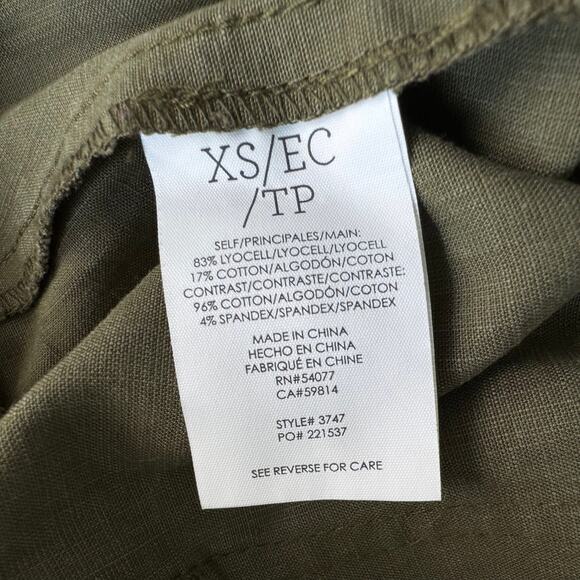 XS/EC
/TP
SELF/PRINCIPALES/MAIN:
83% LYOCELL/LYOCELL/LYOCELL
17% COTTON/ALGODÓN/COTON
CONTRAST/CONTRASTE/CONTRASTE:
96% COTTON/ALGODÓN/COTON
4% SPANDEX/SPANDEX/SPANDEX
MADE IN CHINA
HECHO EN CHINA
FABRIQUÉ EN CHINE
RN#54077
CA#59814
STYLE# 3747
PO# 221537
SEE REVERSE FOR CARE